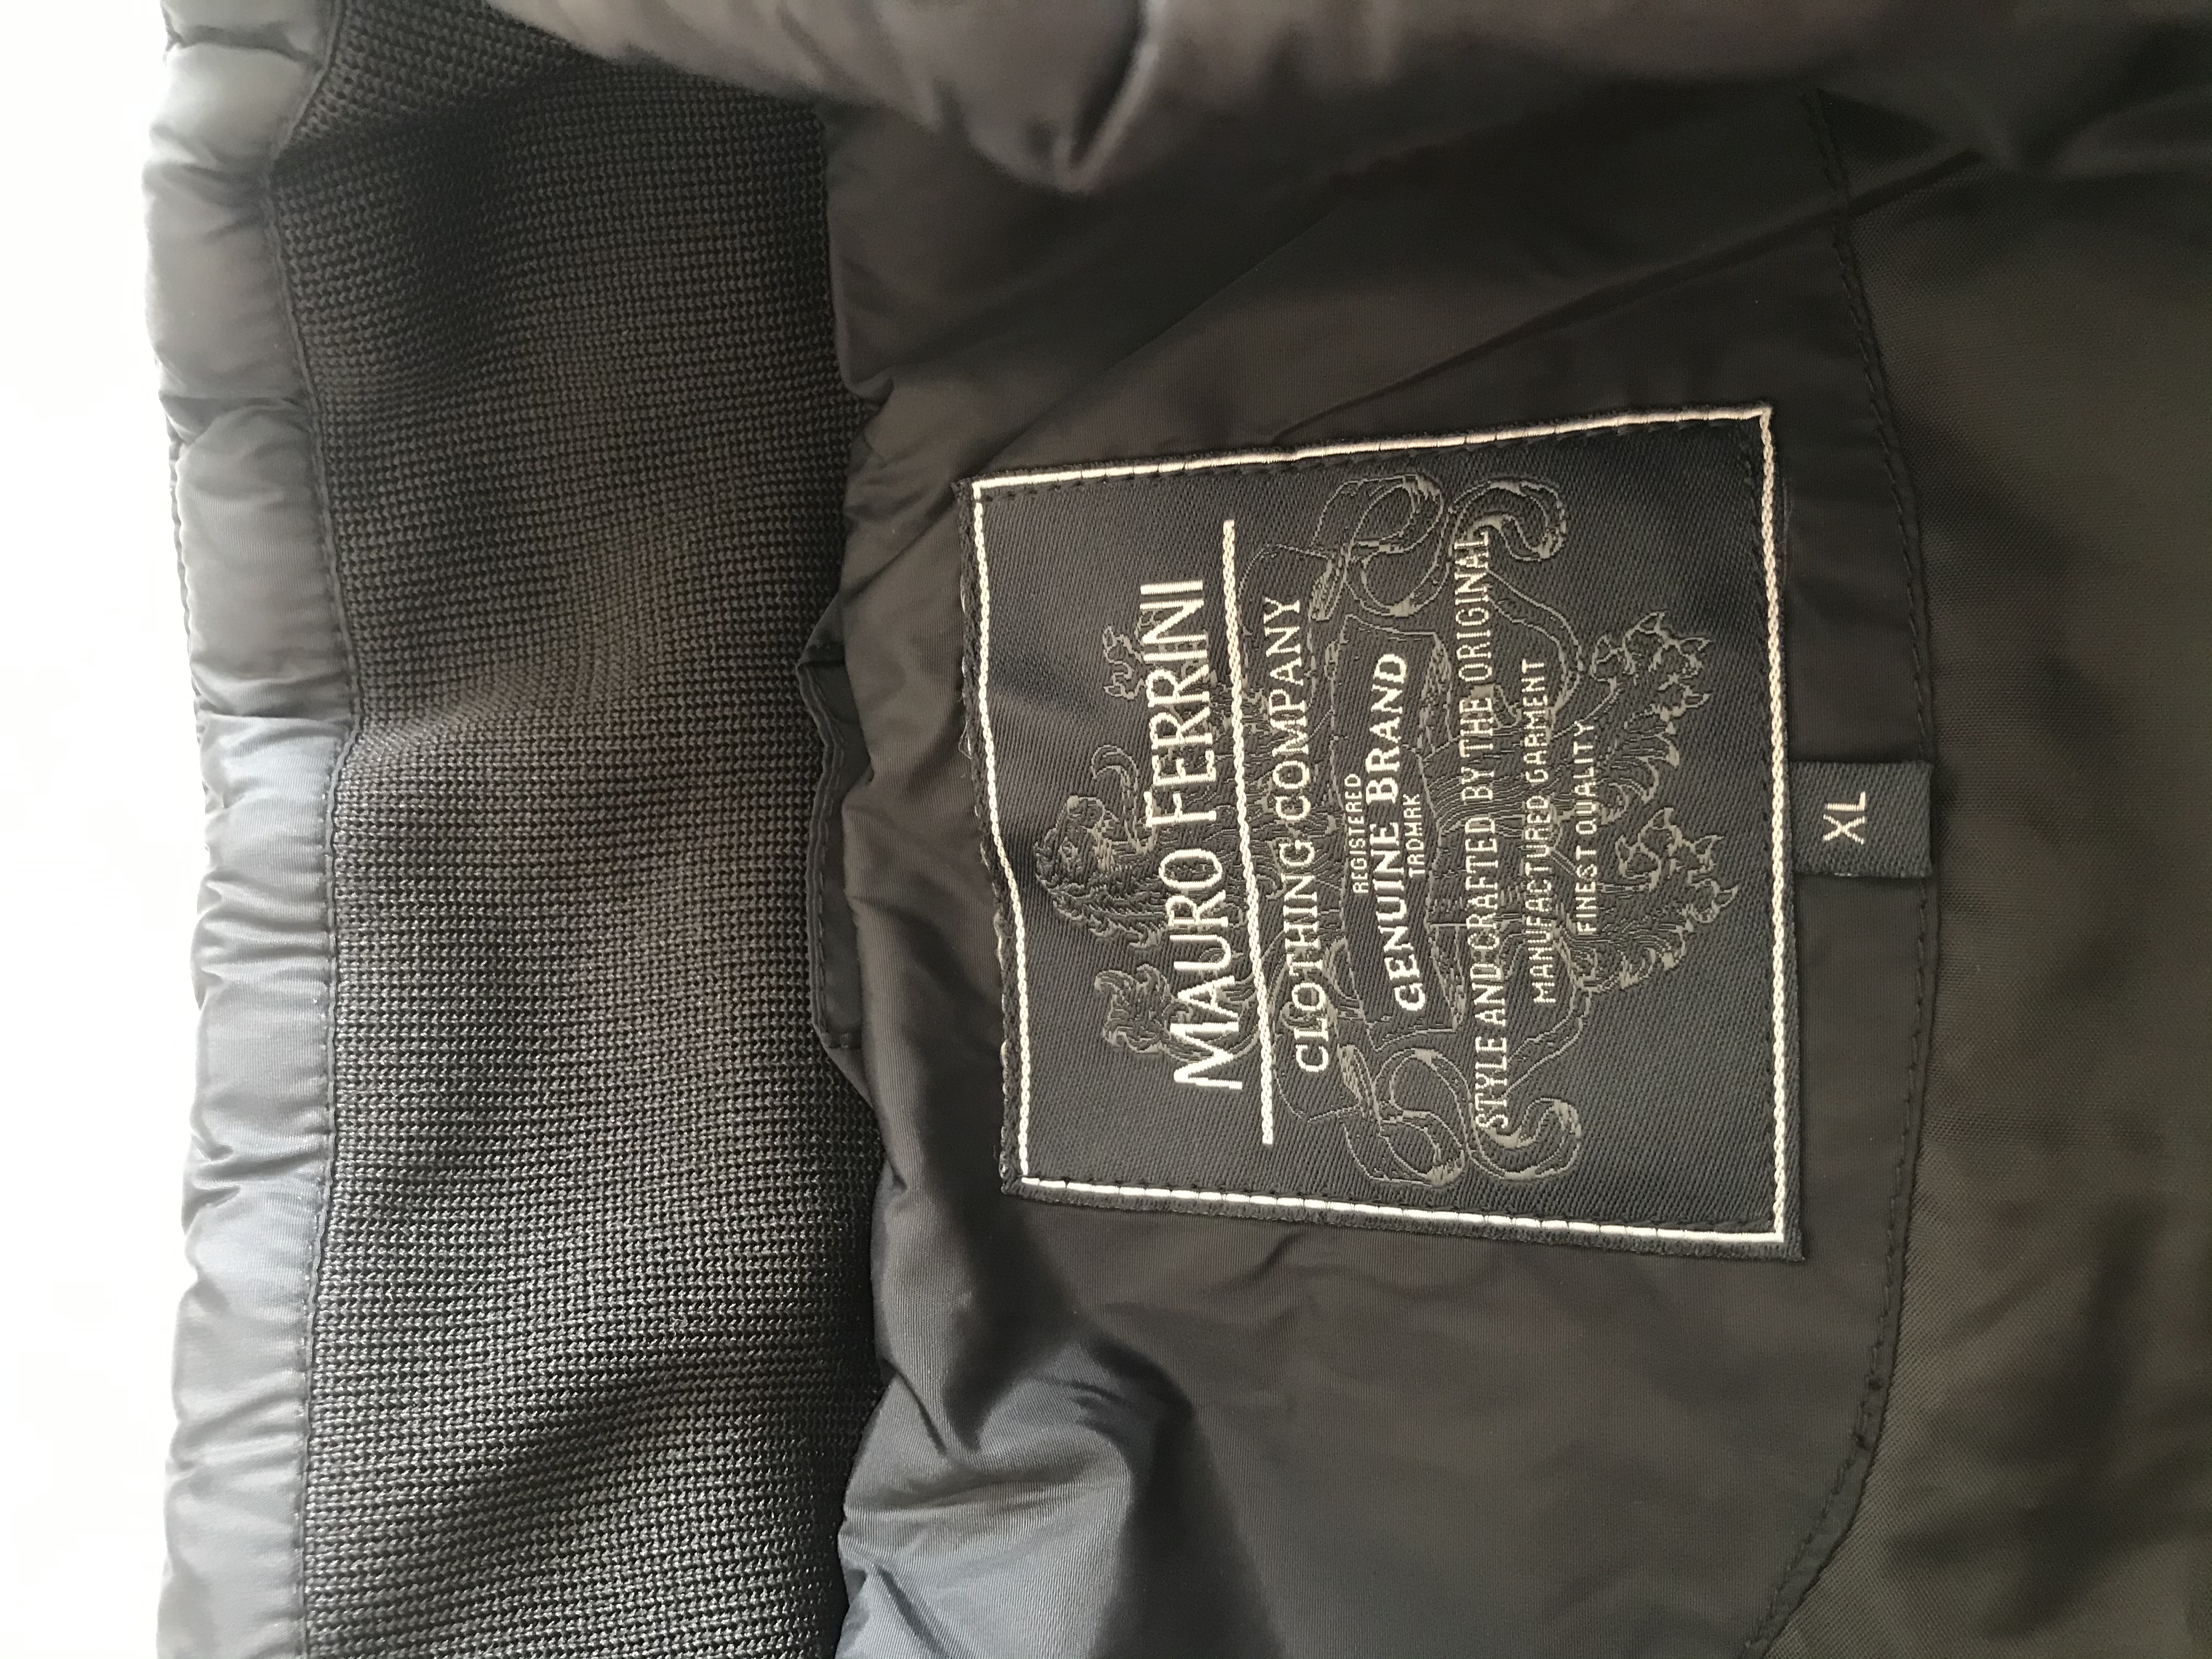 MAURO FERRINI
CLOTHING COMPANY
REGISTERED
GENUINE BRAND
TRDMRK
STYLE AND CRAFTED BY THE ORIGINAL
MANUFACTURED GARMENT
FINEST QUALITY
XL